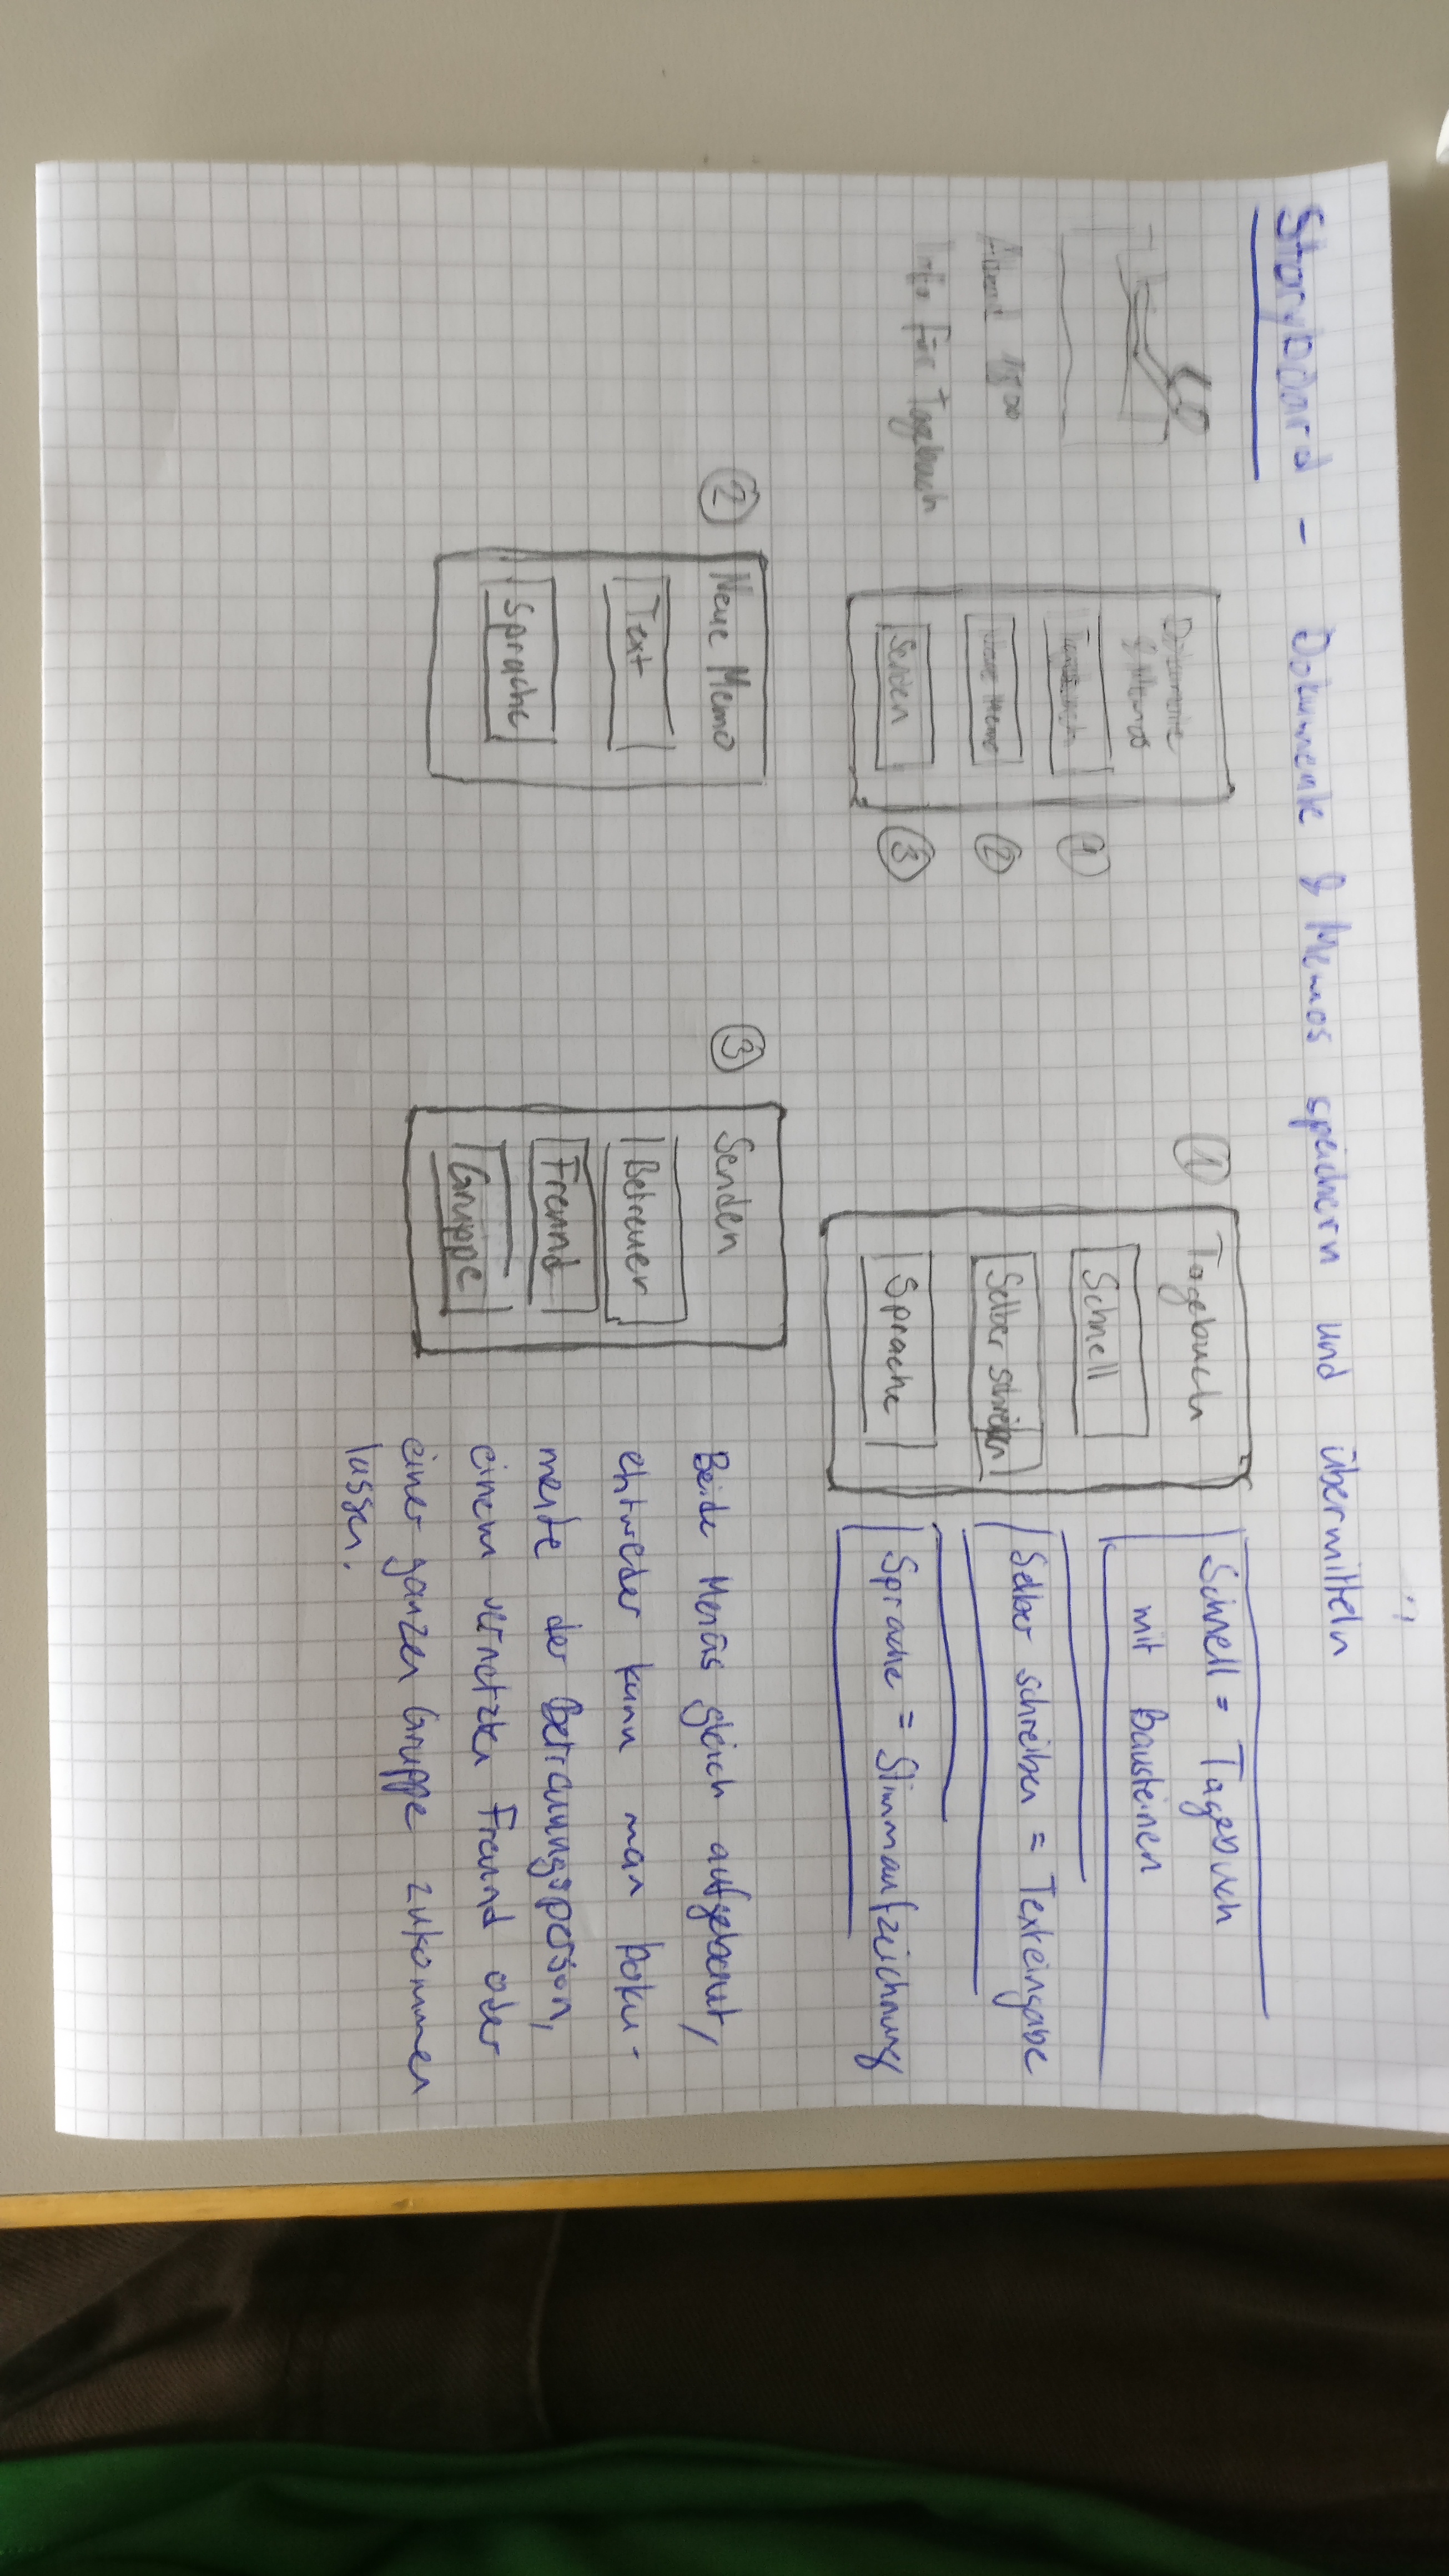 Storyboard - Dokumente & Memos speichern und übermitteln
Abend 18 00
Info für Tagebuch
Dokumente
& Memos
Tagebuch ①
Neue Memo ②
Senden ③
①
Tagebuch
Schnell
Selber schreiben
Sprache
Schnell = Tagebuch
mit Bausteinen
Selber schreiben = Texteingabe
Sprache = Stimmaufzeichnung
②
Neue Memo
Text
Sprache
③
Senden
Betreuer
Freund
Gruppe
Beide Menüs gleich aufgebaut/
entweder kann man Doku-
mente der Betreuungsperson,
einem vernetzten Freund oder
einer ganzen Gruppe zukommen
lassen.